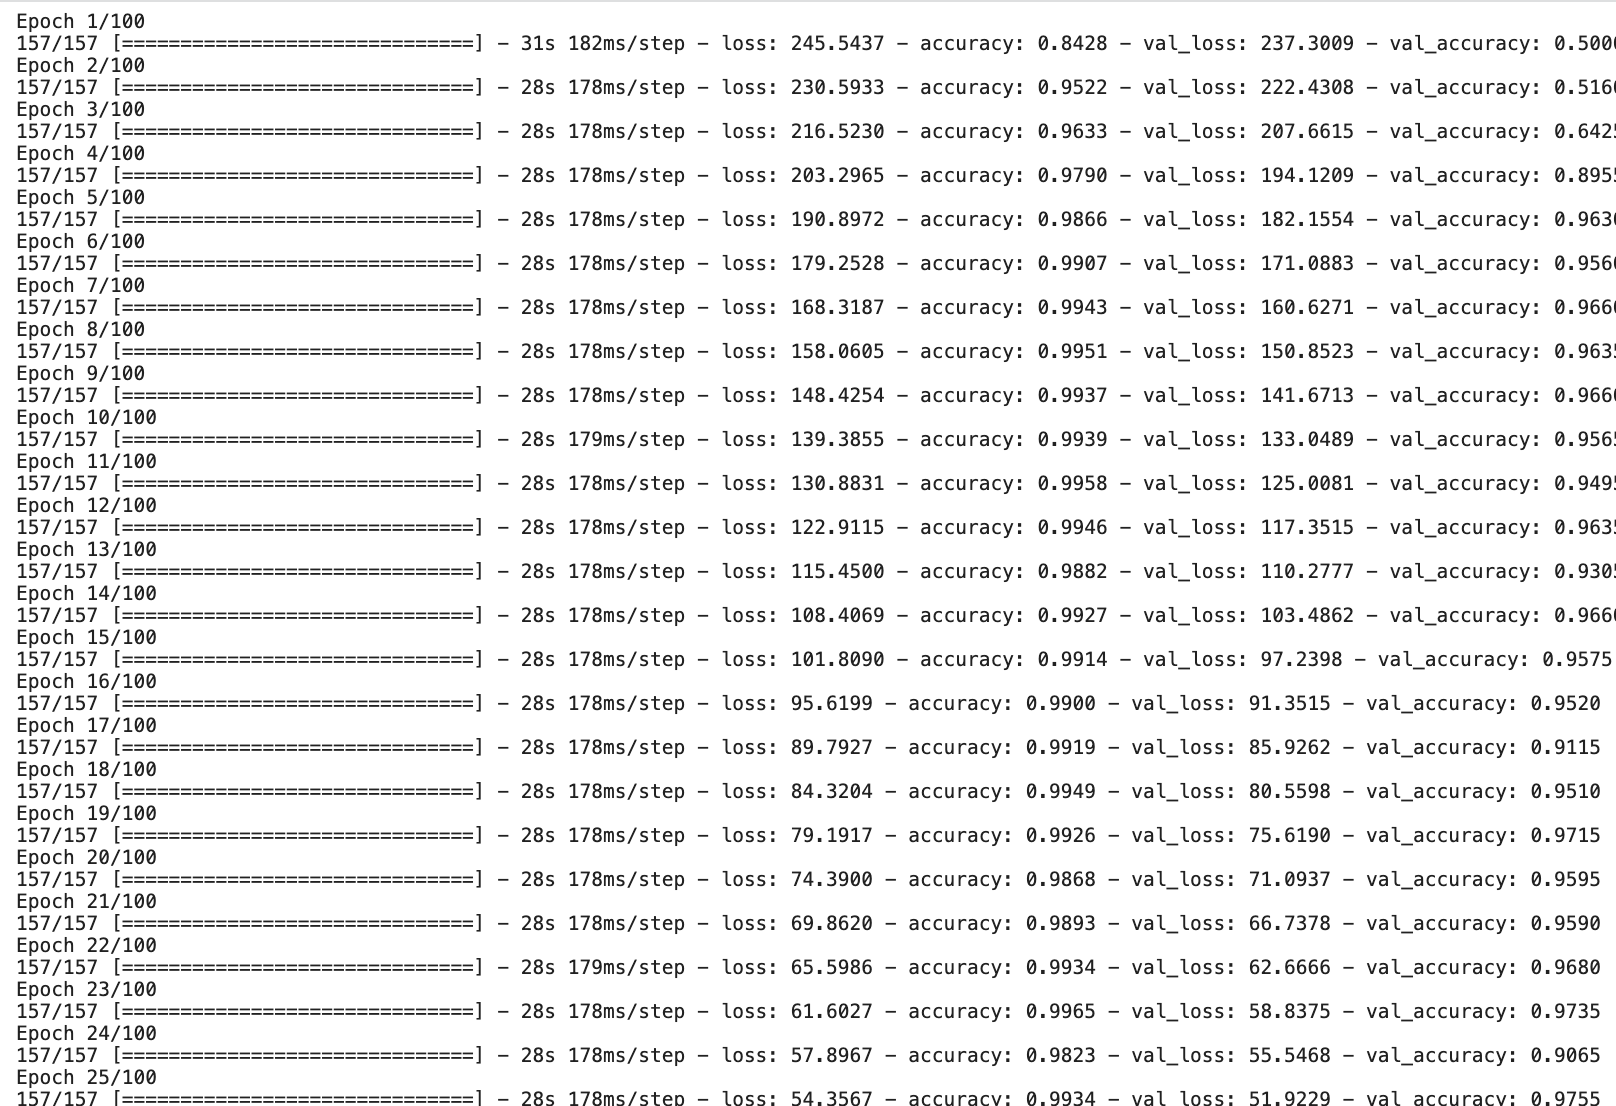 Epoch 1/100
157/157 [==============================] - 31s 182ms/step - loss: 245.5437 - accuracy: 0.8428 - val_loss: 237.3009 - val_accuracy: 0.500
Epoch 2/100
157/157 [==============================] - 28s 178ms/step - loss: 230.5933 - accuracy: 0.9522 - val_loss: 222.4308 - val_accuracy: 0.516
Epoch 3/100
157/157 [==============================] - 28s 178ms/step - loss: 216.5230 - accuracy: 0.9633 - val_loss: 207.6615 - val_accuracy: 0.642
Epoch 4/100
157/157 [==============================] - 28s 178ms/step - loss: 203.2965 - accuracy: 0.9790 - val_loss: 194.1209 - val_accuracy: 0.895
Epoch 5/100
157/157 [==============================] - 28s 178ms/step - loss: 190.8972 - accuracy: 0.9866 - val_loss: 182.1554 - val_accuracy: 0.963
Epoch 6/100
157/157 [==============================] - 28s 178ms/step - loss: 179.2528 - accuracy: 0.9907 - val_loss: 171.0883 - val_accuracy: 0.956
Epoch 7/100
157/157 [==============================] - 28s 178ms/step - loss: 168.3187 - accuracy: 0.9943 - val_loss: 160.6271 - val_accuracy: 0.966
Epoch 8/100
157/157 [==============================] - 28s 178ms/step - loss: 158.0605 - accuracy: 0.9951 - val_loss: 150.8523 - val_accuracy: 0.963
Epoch 9/100
157/157 [==============================] - 28s 178ms/step - loss: 148.4254 - accuracy: 0.9937 - val_loss: 141.6713 - val_accuracy: 0.966
Epoch 10/100
157/157 [==============================] - 28s 179ms/step - loss: 139.3855 - accuracy: 0.9939 - val_loss: 133.0489 - val_accuracy: 0.956
Epoch 11/100
157/157 [==============================] - 28s 178ms/step - loss: 130.8831 - accuracy: 0.9958 - val_loss: 125.0081 - val_accuracy: 0.949
Epoch 12/100
157/157 [==============================] - 28s 178ms/step - loss: 122.9115 - accuracy: 0.9946 - val_loss: 117.3515 - val_accuracy: 0.963
Epoch 13/100
157/157 [==============================] - 28s 178ms/step - loss: 115.4500 - accuracy: 0.9882 - val_loss: 110.2777 - val_accuracy: 0.930
Epoch 14/100
157/157 [==============================] - 28s 178ms/step - loss: 108.4069 - accuracy: 0.9927 - val_loss: 103.4862 - val_accuracy: 0.966
Epoch 15/100
157/157 [==============================] - 28s 178ms/step - loss: 101.8090 - accuracy: 0.9914 - val_loss: 97.2398 - val_accuracy: 0.9575
Epoch 16/100
157/157 [==============================] - 28s 178ms/step - loss: 95.6199 - accuracy: 0.9900 - val_loss: 91.3515 - val_accuracy: 0.9520
Epoch 17/100
157/157 [==============================] - 28s 178ms/step - loss: 89.7927 - accuracy: 0.9919 - val_loss: 85.9262 - val_accuracy: 0.9115
Epoch 18/100
157/157 [==============================] - 28s 178ms/step - loss: 84.3204 - accuracy: 0.9949 - val_loss: 80.5598 - val_accuracy: 0.9510
Epoch 19/100
157/157 [==============================] - 28s 178ms/step - loss: 79.1917 - accuracy: 0.9926 - val_loss: 75.6190 - val_accuracy: 0.9715
Epoch 20/100
157/157 [==============================] - 28s 178ms/step - loss: 74.3900 - accuracy: 0.9868 - val_loss: 71.0937 - val_accuracy: 0.9595
Epoch 21/100
157/157 [==============================] - 28s 178ms/step - loss: 69.8620 - accuracy: 0.9893 - val_loss: 66.7378 - val_accuracy: 0.9590
Epoch 22/100
157/157 [==============================] - 28s 179ms/step - loss: 65.5986 - accuracy: 0.9934 - val_loss: 62.6666 - val_accuracy: 0.9680
Epoch 23/100
157/157 [==============================] - 28s 178ms/step - loss: 61.6027 - accuracy: 0.9965 - val_loss: 58.8375 - val_accuracy: 0.9735
Epoch 24/100
157/157 [==============================] - 28s 178ms/step - loss: 57.8967 - accuracy: 0.9823 - val_loss: 55.5468 - val_accuracy: 0.9065
Epoch 25/100
157/157 [==============================] - 28s 178ms/step - loss: 54.3567 - accuracy: 0.9934 - val_loss: 51.9229 - val_accuracy: 0.9755